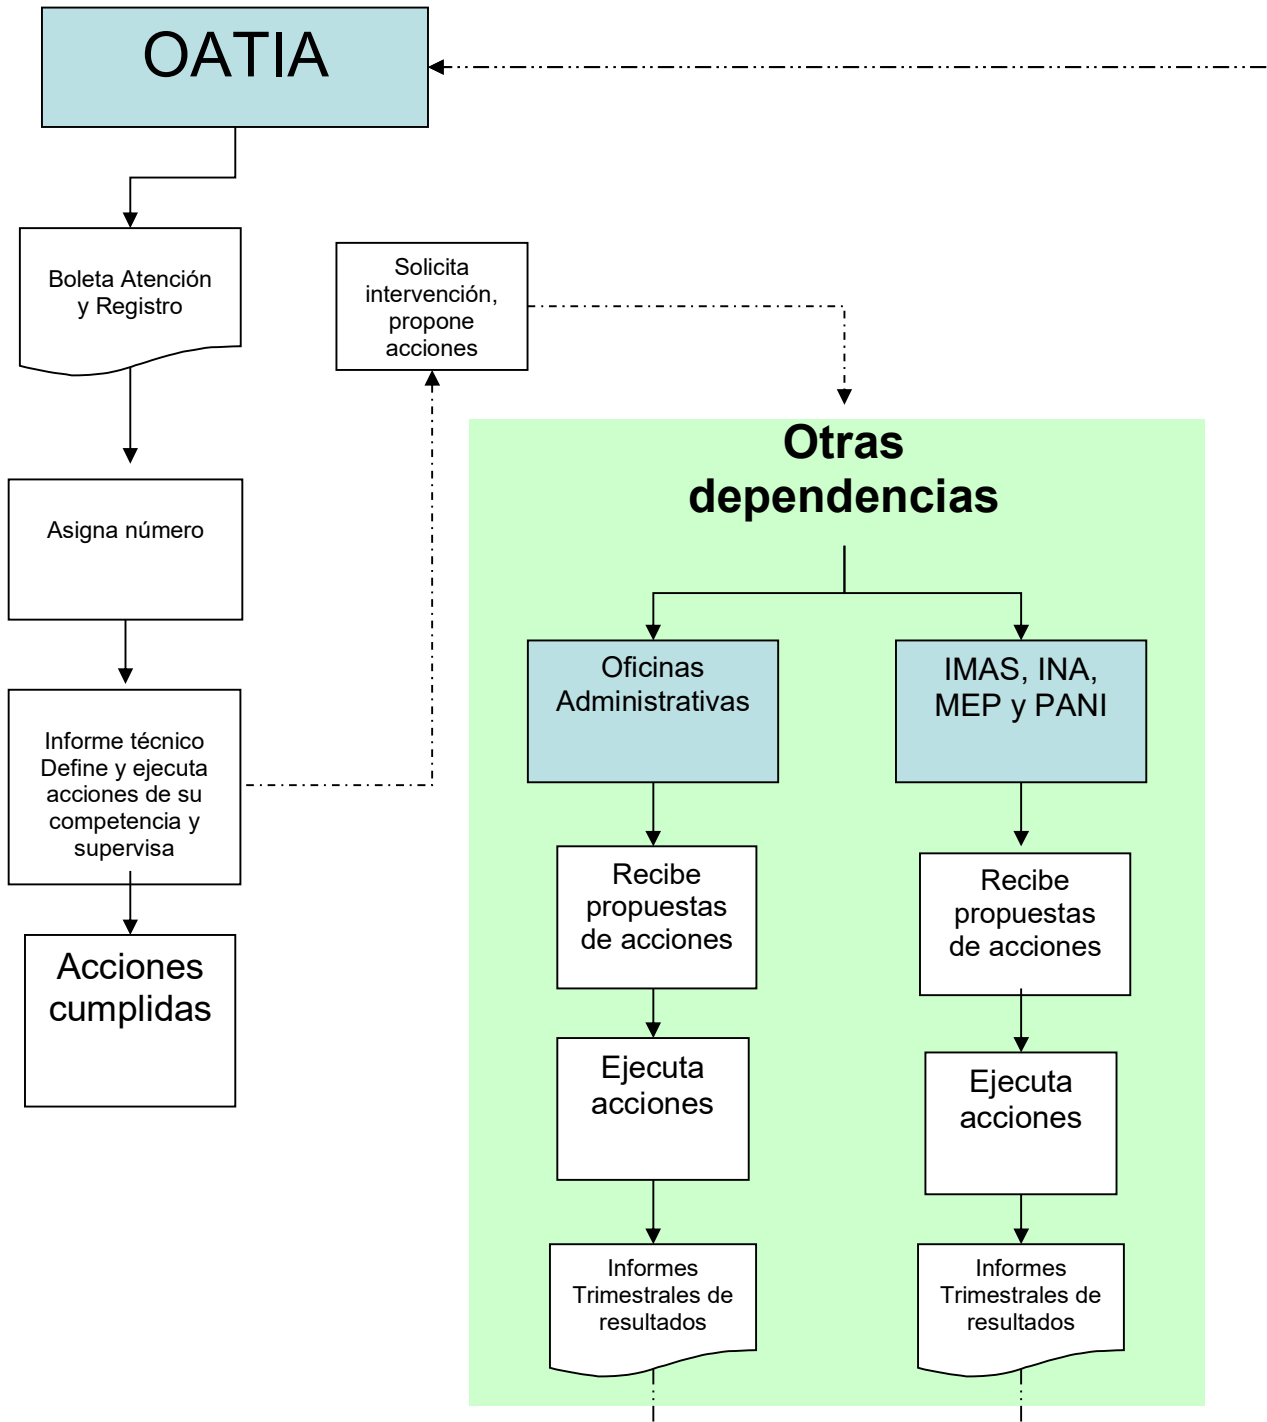 OATIA
Boleta Atención
y Registro
Solicita
intervención,
propone
acciones
Asigna número
Informe técnico
Define y ejecuta
acciones de su
competencia y
supervisa
Acciones
cumplidas
Otras
dependencias
Oficinas
Administrativas
Recibe
propuestas
de acciones
Ejecuta
acciones
Informes
Trimestrales de
resultados
IMAS, INA,
MEP y PANI
Recibe
propuestas
de acciones
Ejecuta
acciones
Informes
Trimestrales de
resultados